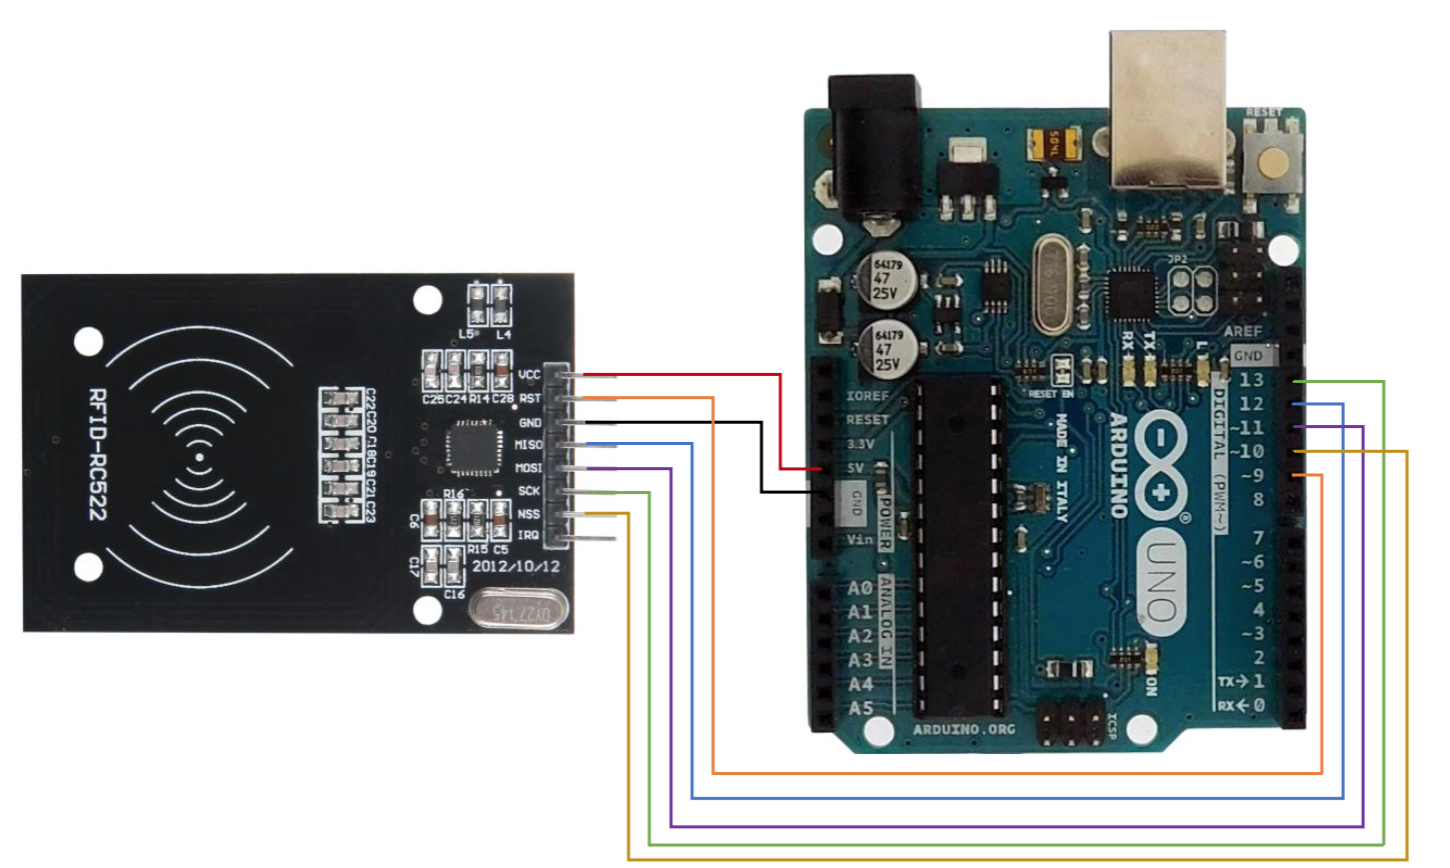 RFID-RC522
L5
L4
C25 C24 R14 C28
C22
C20
C18
C19
C21
C23
VCC
RST
GND
MISO
MOSI
SCK
NSS
IRQ
R16
C6
R15 C5
2012/10/12
C17
C16
RESET
504L
64179
47
25V
64179
47
25V
JP2
RX
TX
L
RESET EN
MADE IN ITALY
ARDUINO
UNO
ON
ICSP
ARDUINO.ORG
IOREF
RESET
3.3V
5V
GND
Vin
POWER
A0
A1
A2
A3
A4
A5
ANALOG IN
AREF
GND
13
12
~11
~10
~9
8
7
~6
~5
4
~3
2
TX→1
RX←0
DIGITAL (PWM~)